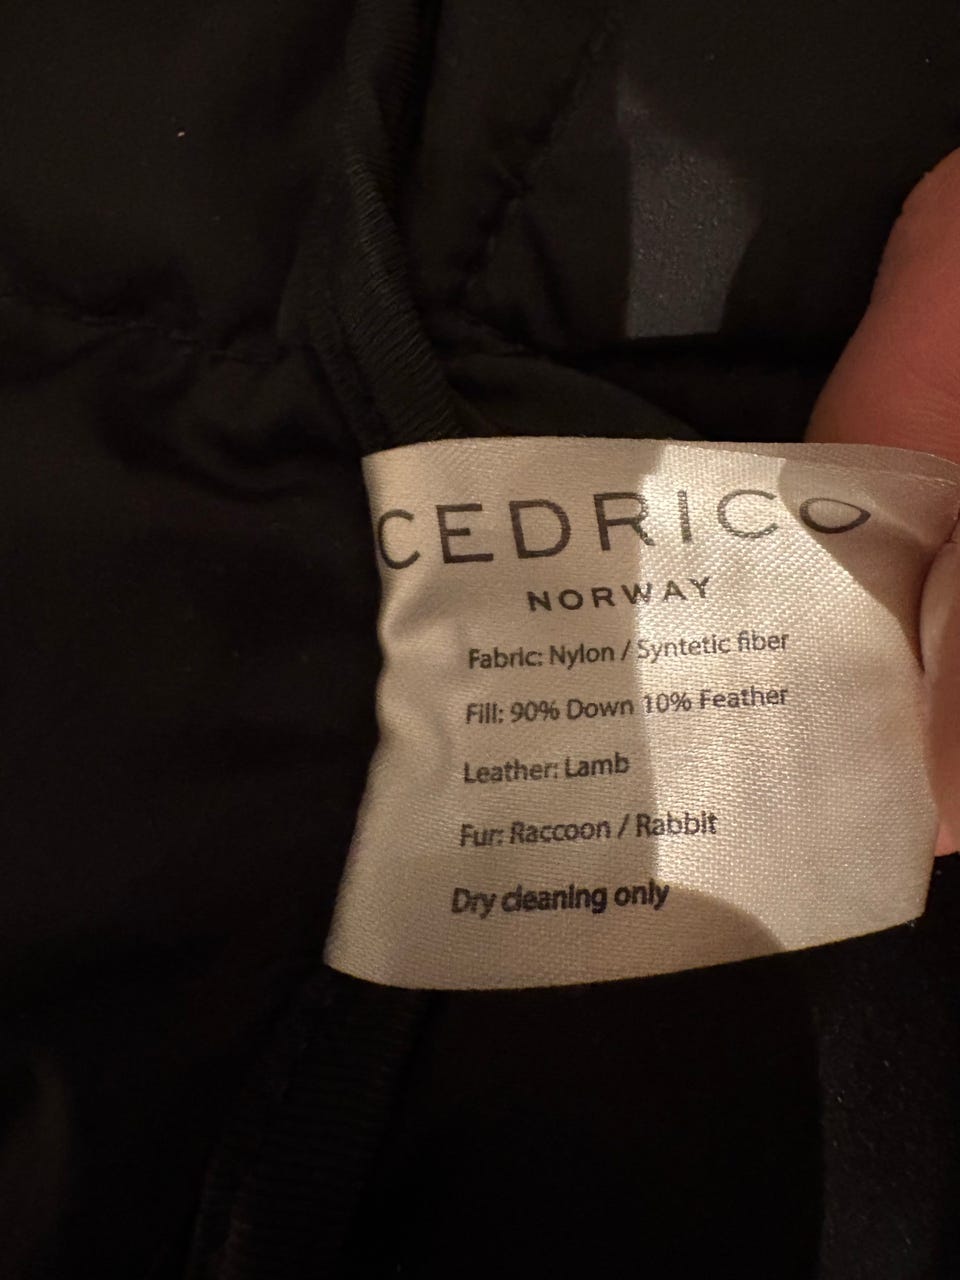 CEDRICO
NORWAY
Fabric: Nylon / Syntetic fiber
Fill: 90% Down 10% Feather
Leather: Lamb
Fur: Raccoon / Rabbit
Dry cleaning only